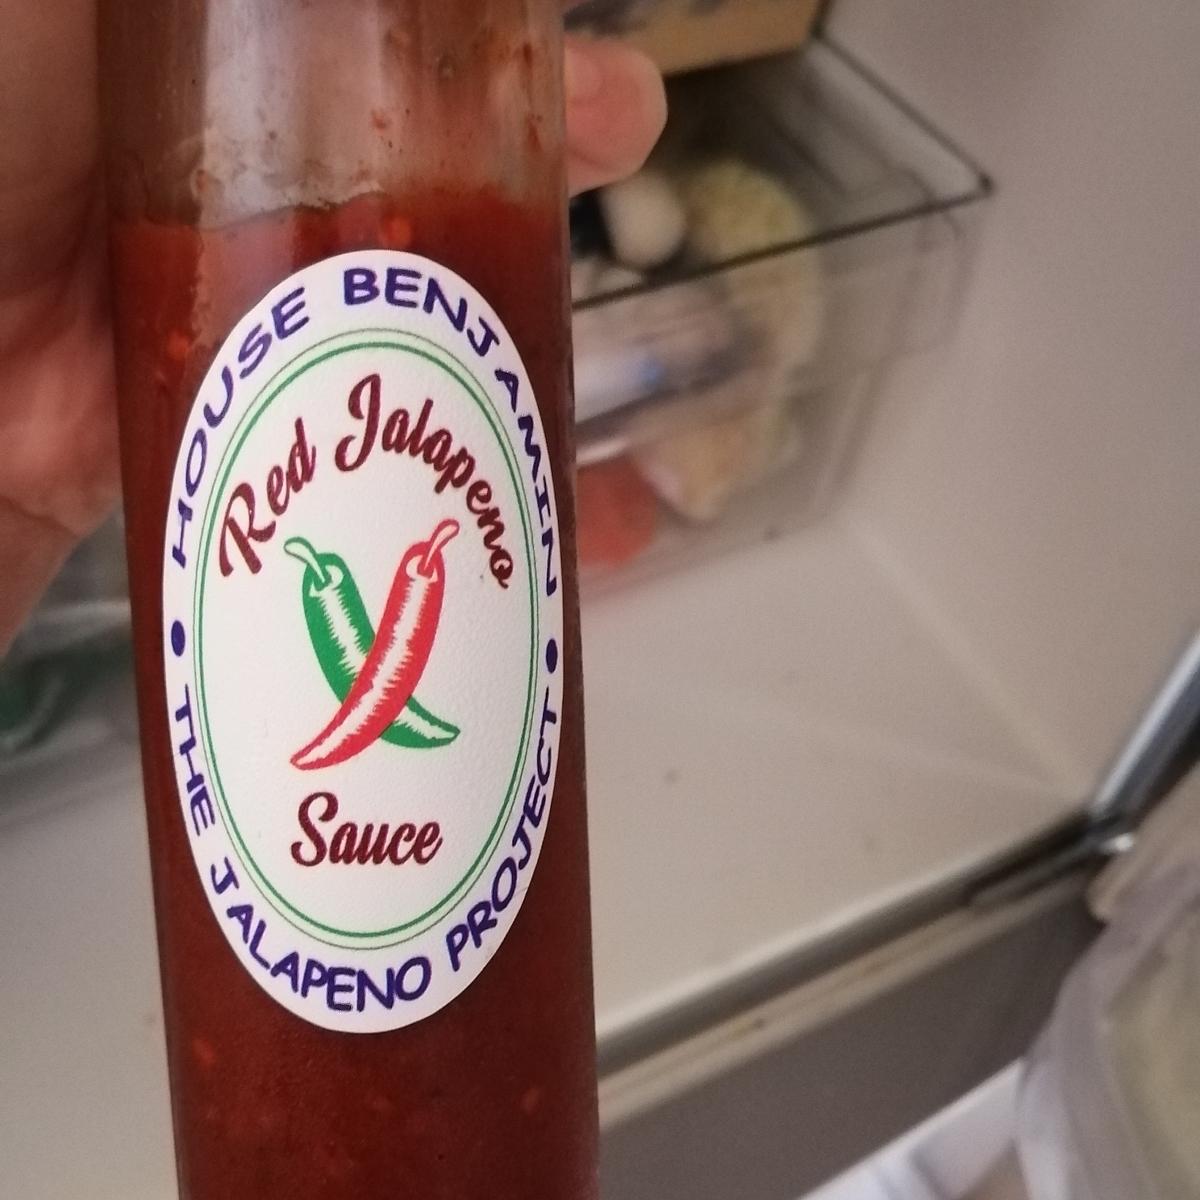 HOUSE BENJAMIN
Red Jalapeno
Sauce
• THE JALAPENO PROJECT •